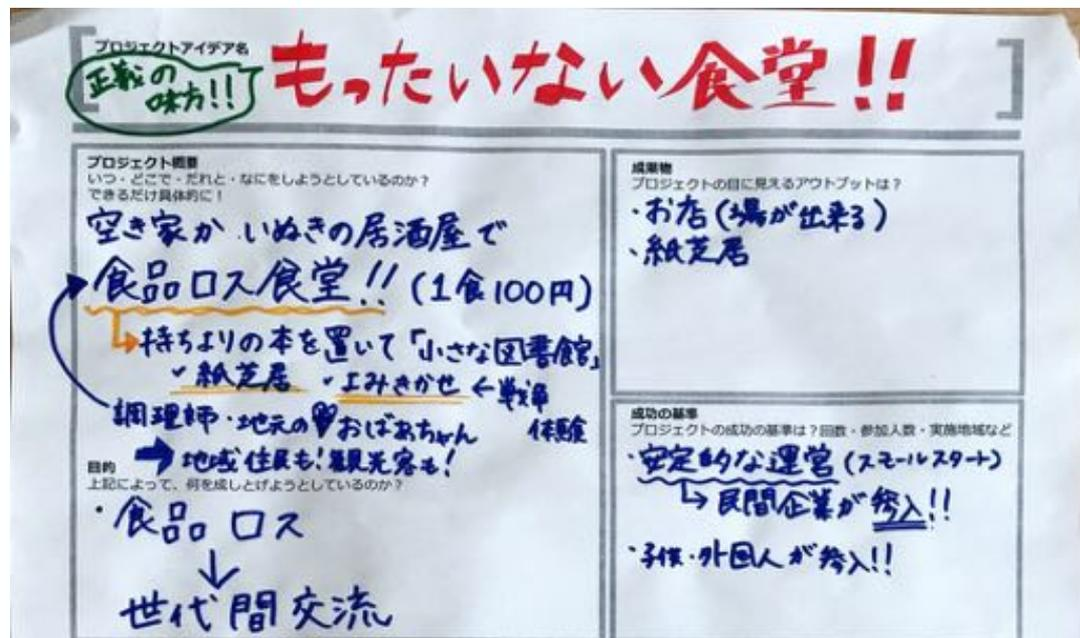 プロジェクトアイデア名
正義の
味方!!
もったいない食堂!!
プロジェクト概要
いつ・どこで・だれと・なにをしようとしているのか?
できるだけ具体的に!
空き家か いぬきの居酒屋で
食品ロス食堂!! (1食100円)
持ちよりの本を置いて「小さな図書館」
✓紙芝居 ✓よみきかせ ← 戦争
体験
調理師・地元の♥おばあちゃん
➡ 地域住民も!観光客も!
目的
上記によって、何を成しとげようとしているのか?
・食品ロス
↓
世代間交流
成果物
プロジェクトの目に見えるアウトプットは?
・お店(場が出来る)
・紙芝居
成功の基準
プロジェクトの成功の基準は?回数・参加人数・実施地域など
・安定的な運営(スモールスタート)
↳ 民間企業が参入!!
・子供・外国人が参入!!